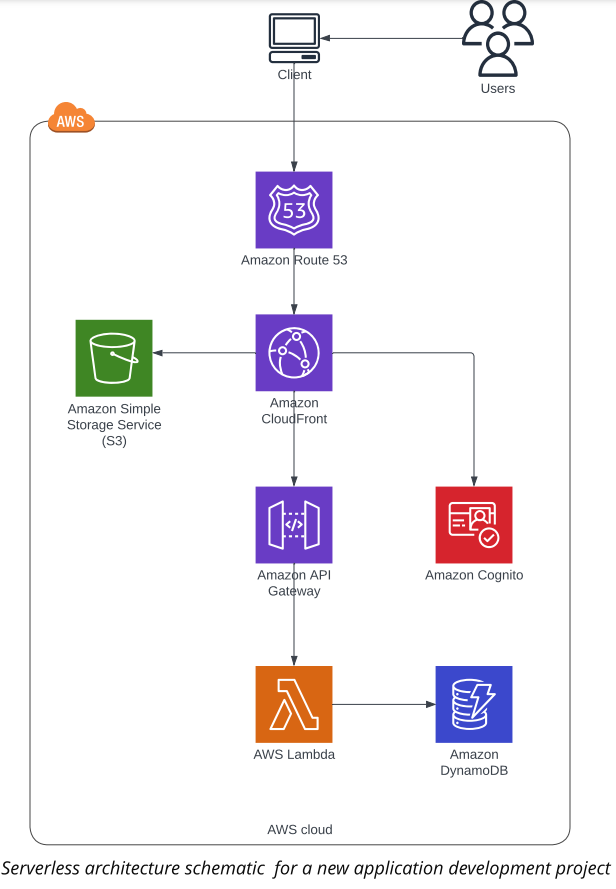 Client
Users
AWS
53
Amazon Route 53
Amazon Simple
Storage Service
(S3)
Amazon
CloudFront
</>
Amazon API
Gateway
Amazon Cognito
AWS Lambda
Amazon
DynamoDB
AWS cloud
Serverless architecture schematic for a new application development project